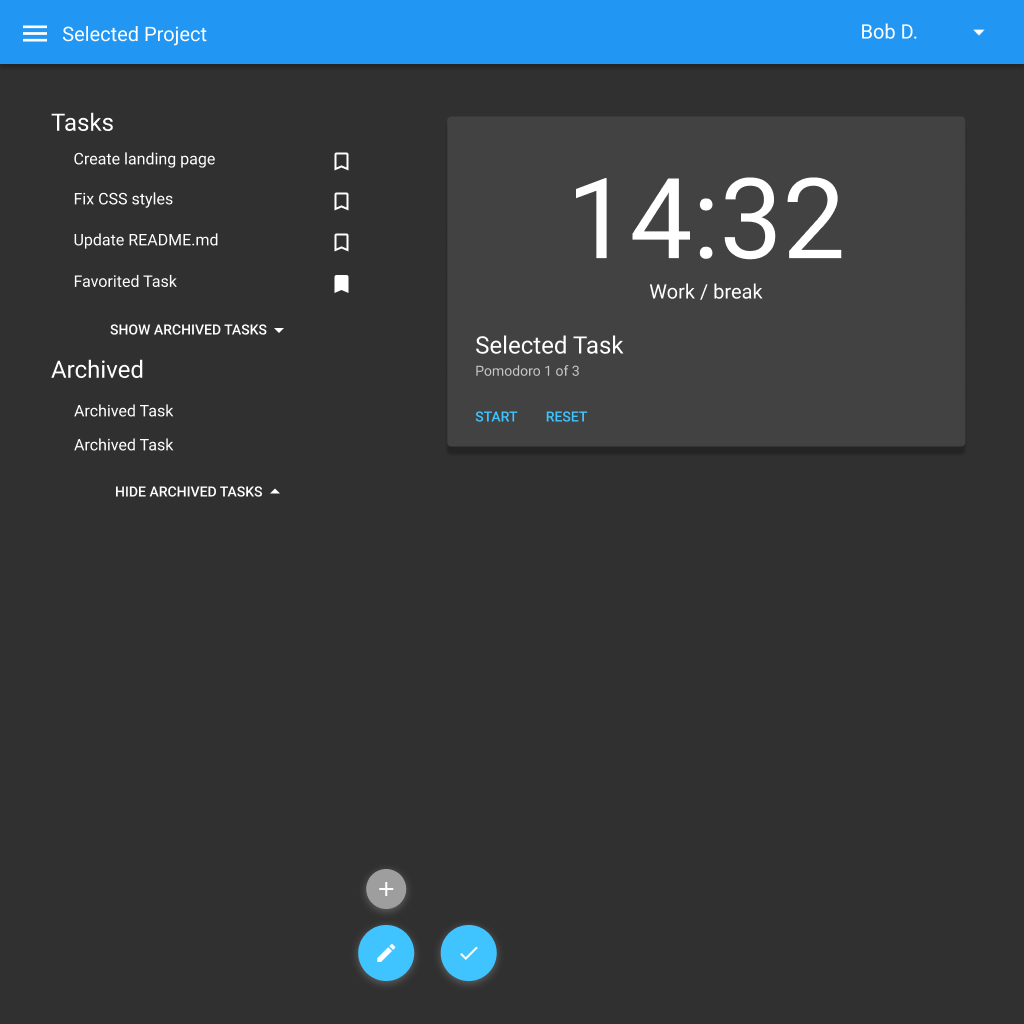 Selected Project
Bob D.
Tasks
Create landing page
Fix CSS styles
Update README.md
Favorited Task
SHOW ARCHIVED TASKS
Archived
Archived Task
Archived Task
HIDE ARCHIVED TASKS
14:32
Work / break
Selected Task
Pomodoro 1 of 3
START RESET